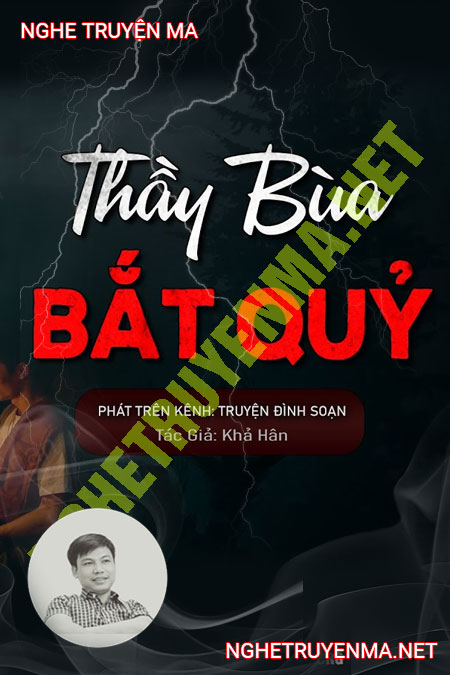 NGHE TRUYỆN MA
Thầy Bùa
BẮT QUỶ
PHÁT TRÊN KÊNH: TRUYỆN ĐÌNH SOẠN
Tác Giả: Khả Hân
NGHETRUYENMA.NET
NGHETRUYENMA.NET